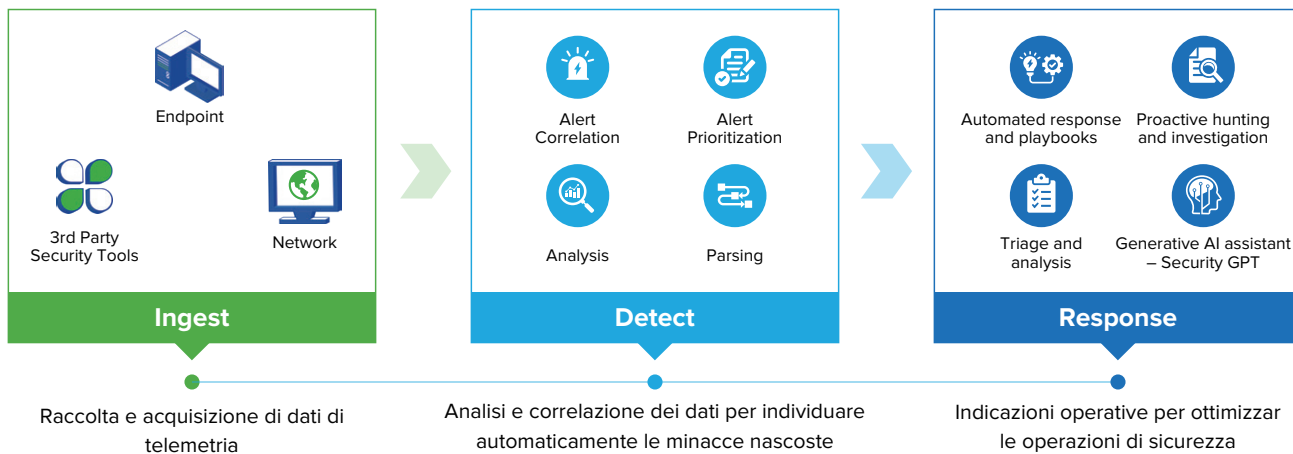 Endpoint
3rd Party
Security Tools
Network
Ingest
Alert
Correlation
Alert
Prioritization
Analysis
Parsing
Detect
Automated response
and playbooks
Proactive hunting
and investigation
Triage and
analysis
Generative AI assistant
– Security GPT
Response
Raccolta e acquisizione di dati di
telemetria
Analisi e correlazione dei dati per individuare
automaticamente le minacce nascoste
Indicazioni operative per ottimizzar
le operazioni di sicurezza